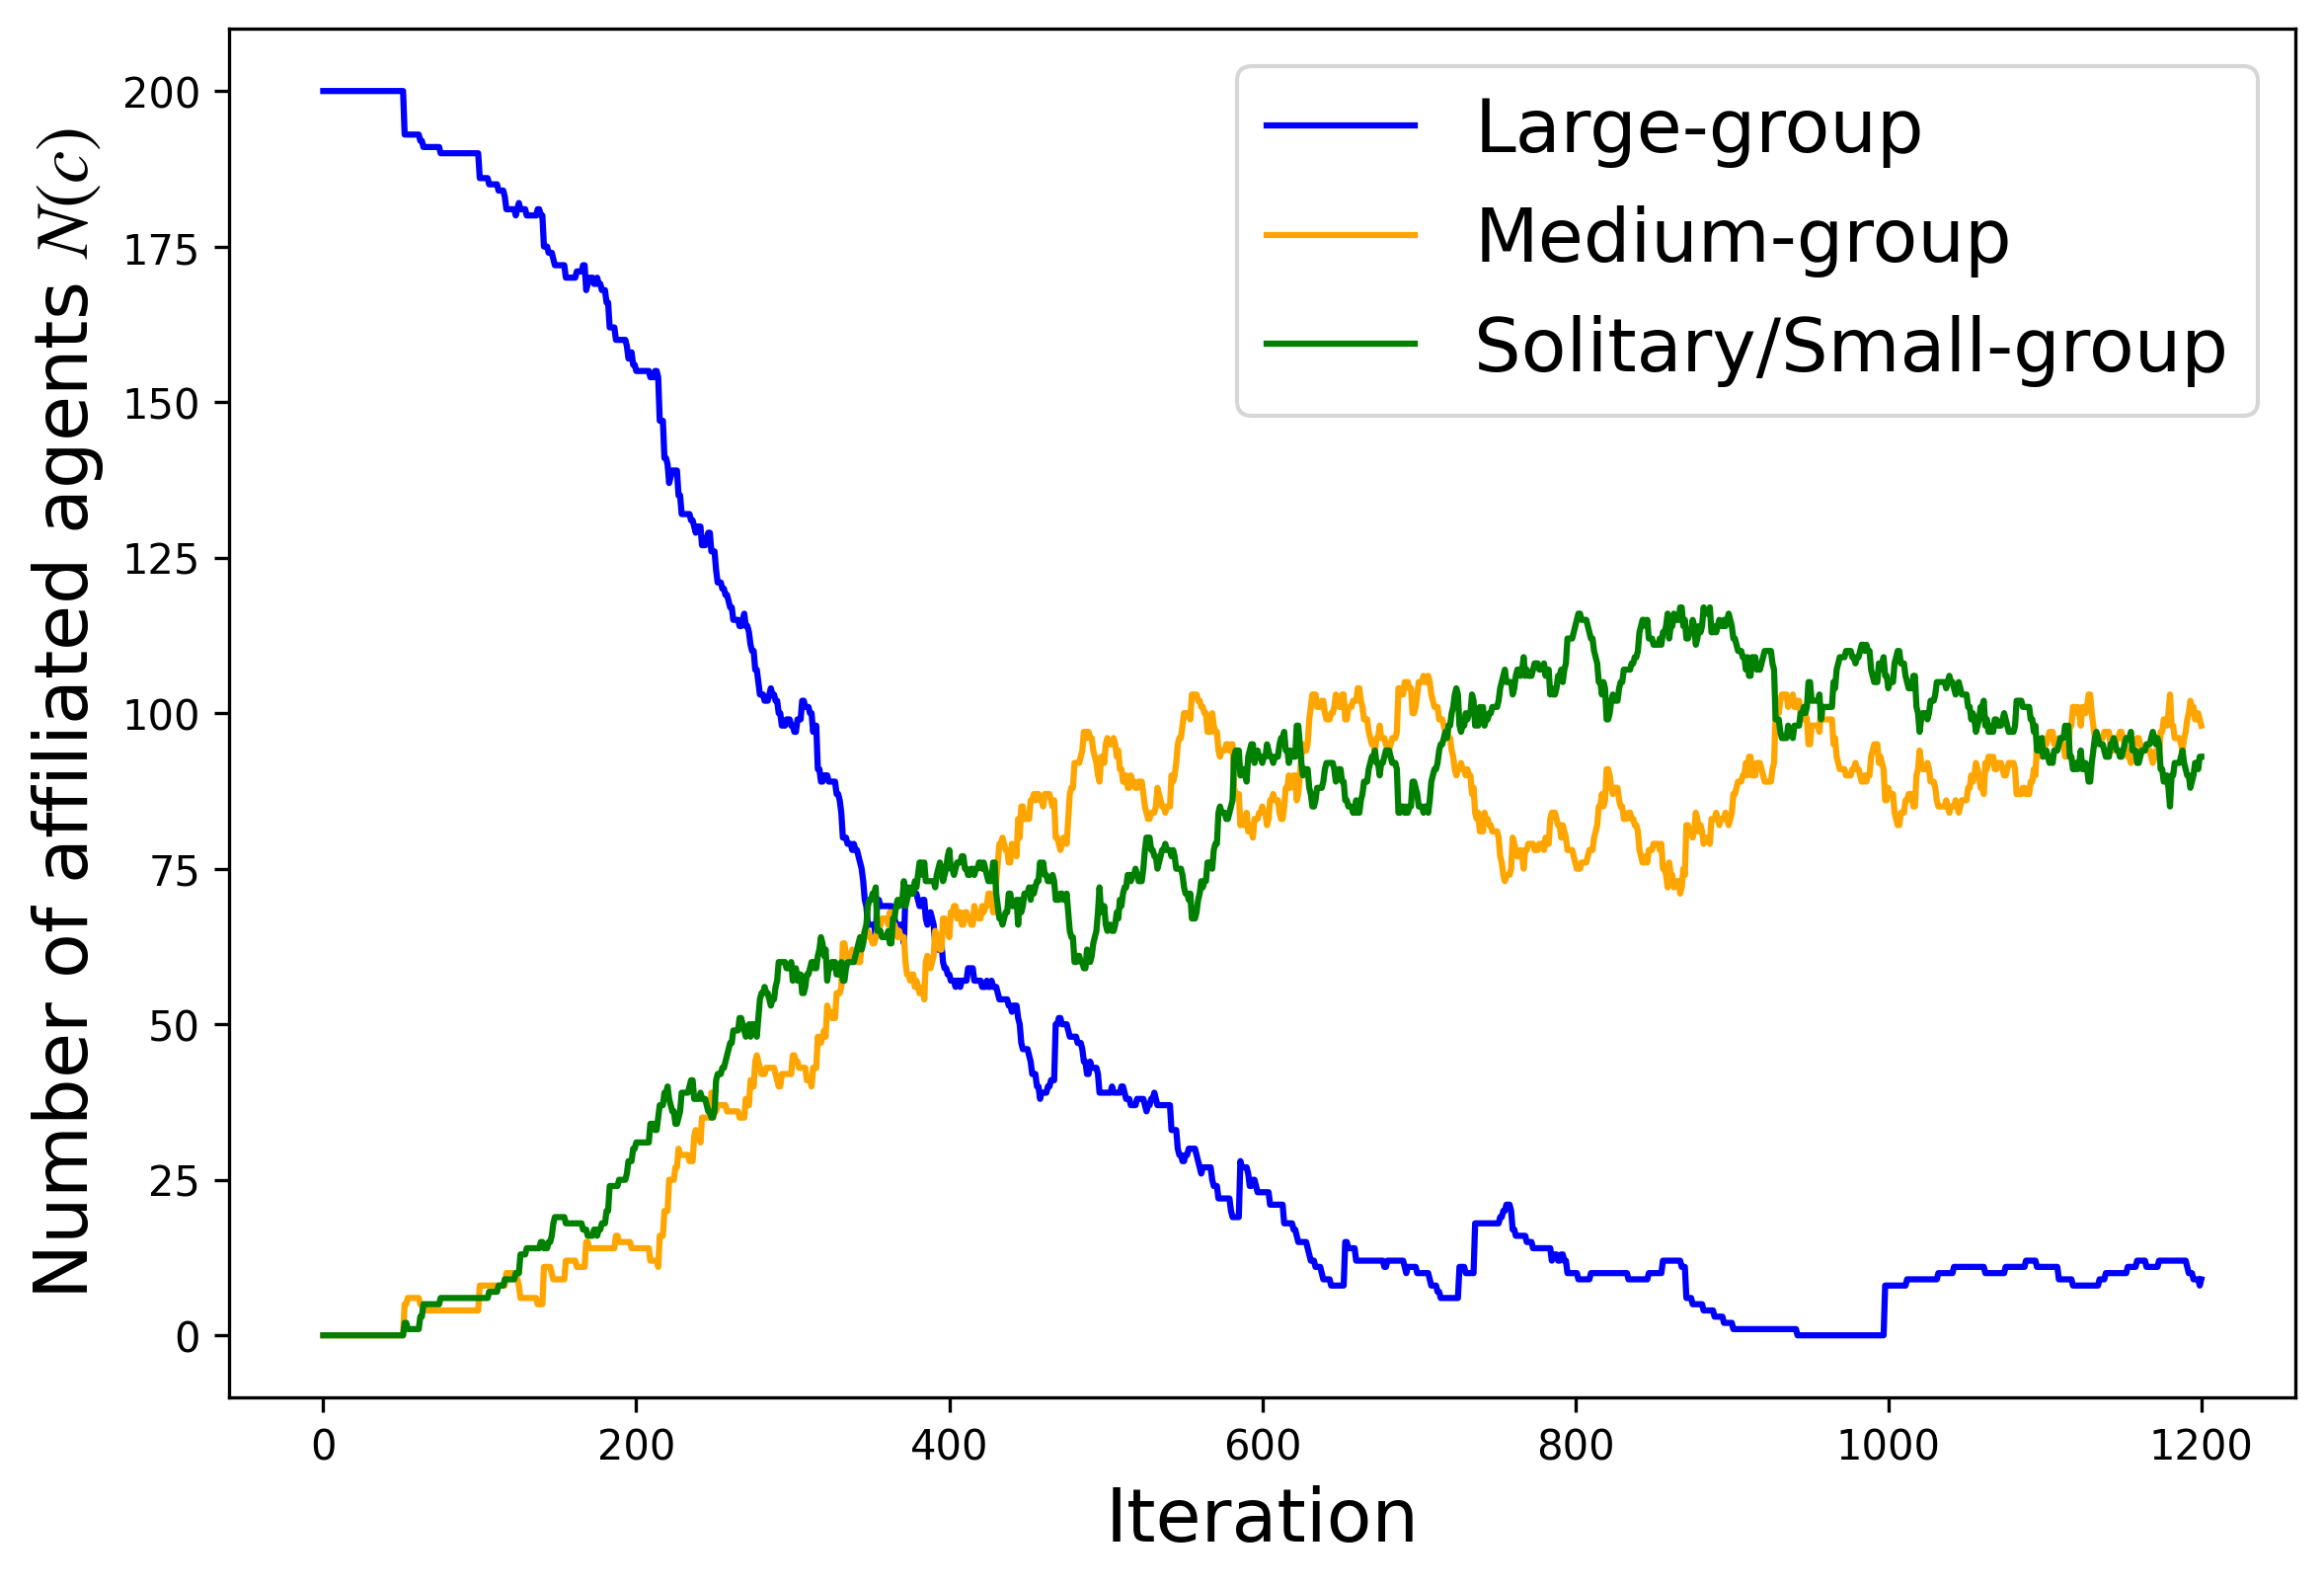 Number of affiliated agents N(c)
200
175
150
125
100
75
50
25
0
Large-group
Medium-group
Solitary/Small-group
0 200 400 600 800 1000 1200
Iteration